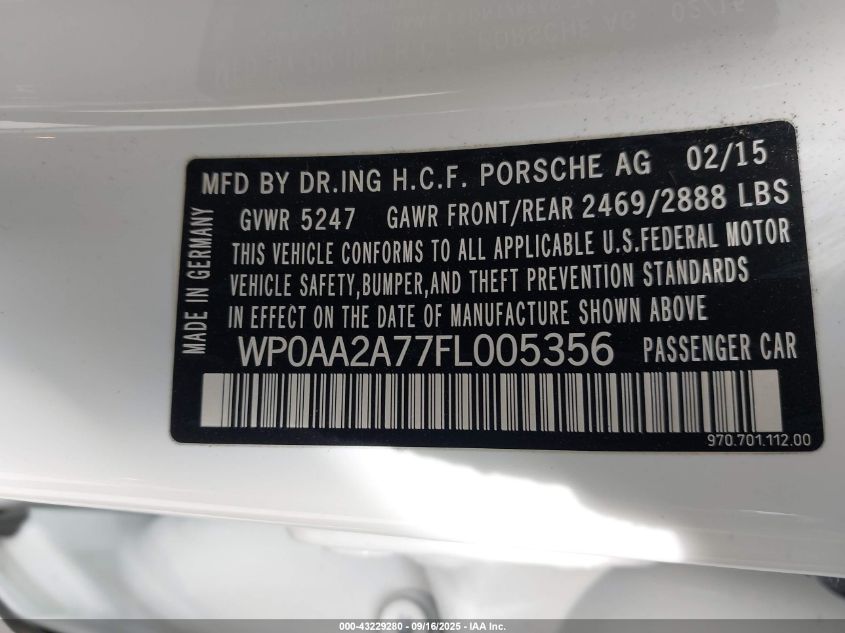 MFD BY DR.ING H.C.F. PORSCHE AG 02/15
GVWR 5247 GAWR FRONT/REAR 2469/2888 LBS
THIS VEHICLE CONFORMS TO ALL APPLICABLE U.S.FEDERAL MOTOR
VEHICLE SAFETY,BUMPER,AND THEFT PREVENTION STANDARDS
IN EFFECT ON THE DATE OF MANUFACTURE SHOWN ABOVE
WP0AA2A77FL005356 PASSENGER CAR
MADE IN GERMANY
970.701.112.00
000-43229280 - 09/16/2025 - IAA Inc.